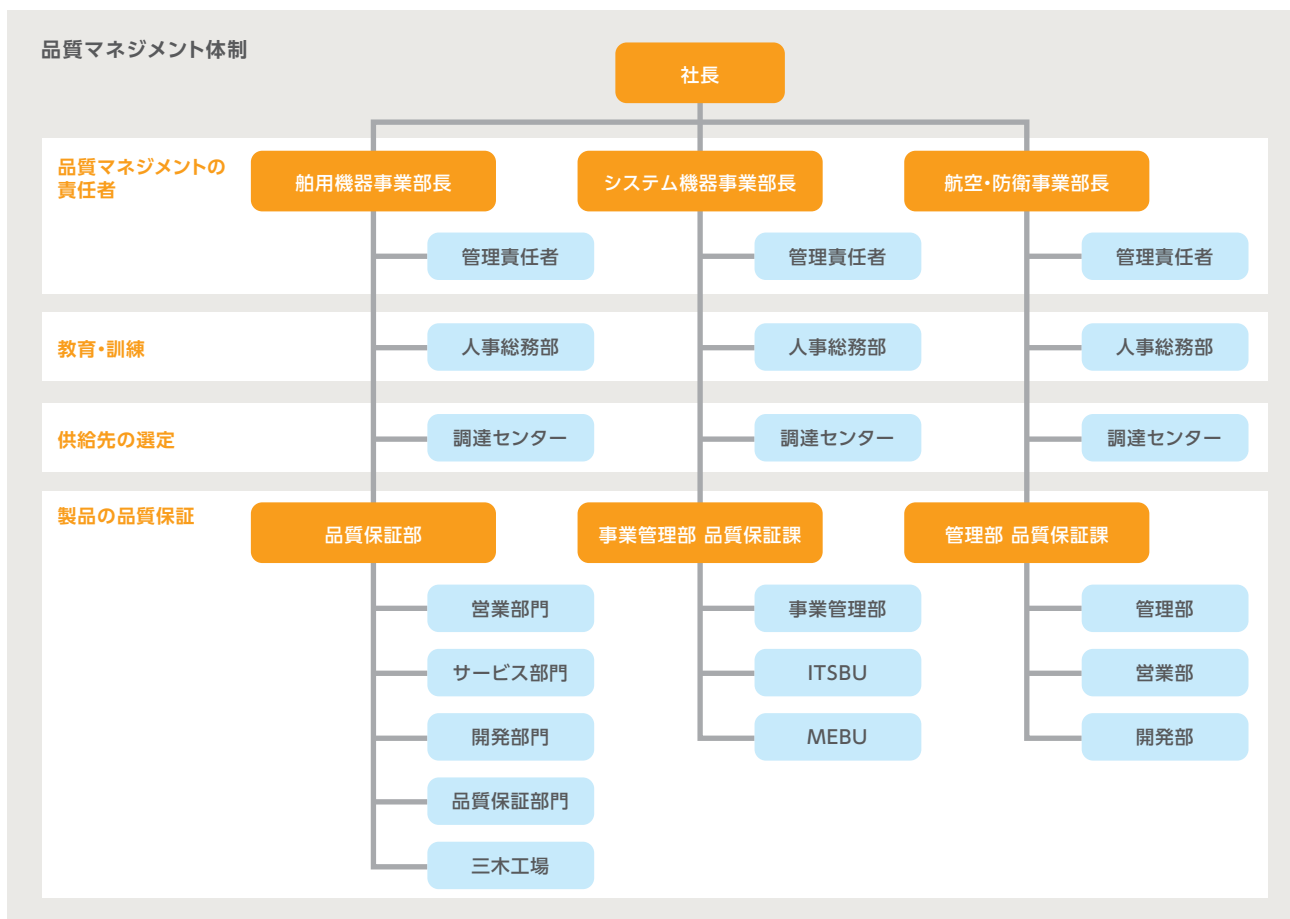 品質マネジメント体制
社長
品質マネジメントの
責任者
舶用機器事業部長
システム機器事業部長
航空・防衛事業部長
管理責任者
管理責任者
管理責任者
教育・訓練
人事総務部
人事総務部
人事総務部
供給先の選定
調達センター
調達センター
調達センター
製品の品質保証
品質保証部
事業管理部 品質保証課
管理部 品質保証課
営業部門
事業管理部
管理部
サービス部門
ITSBU
営業部
開発部門
MEBU
開発部
品質保証部門
三木工場